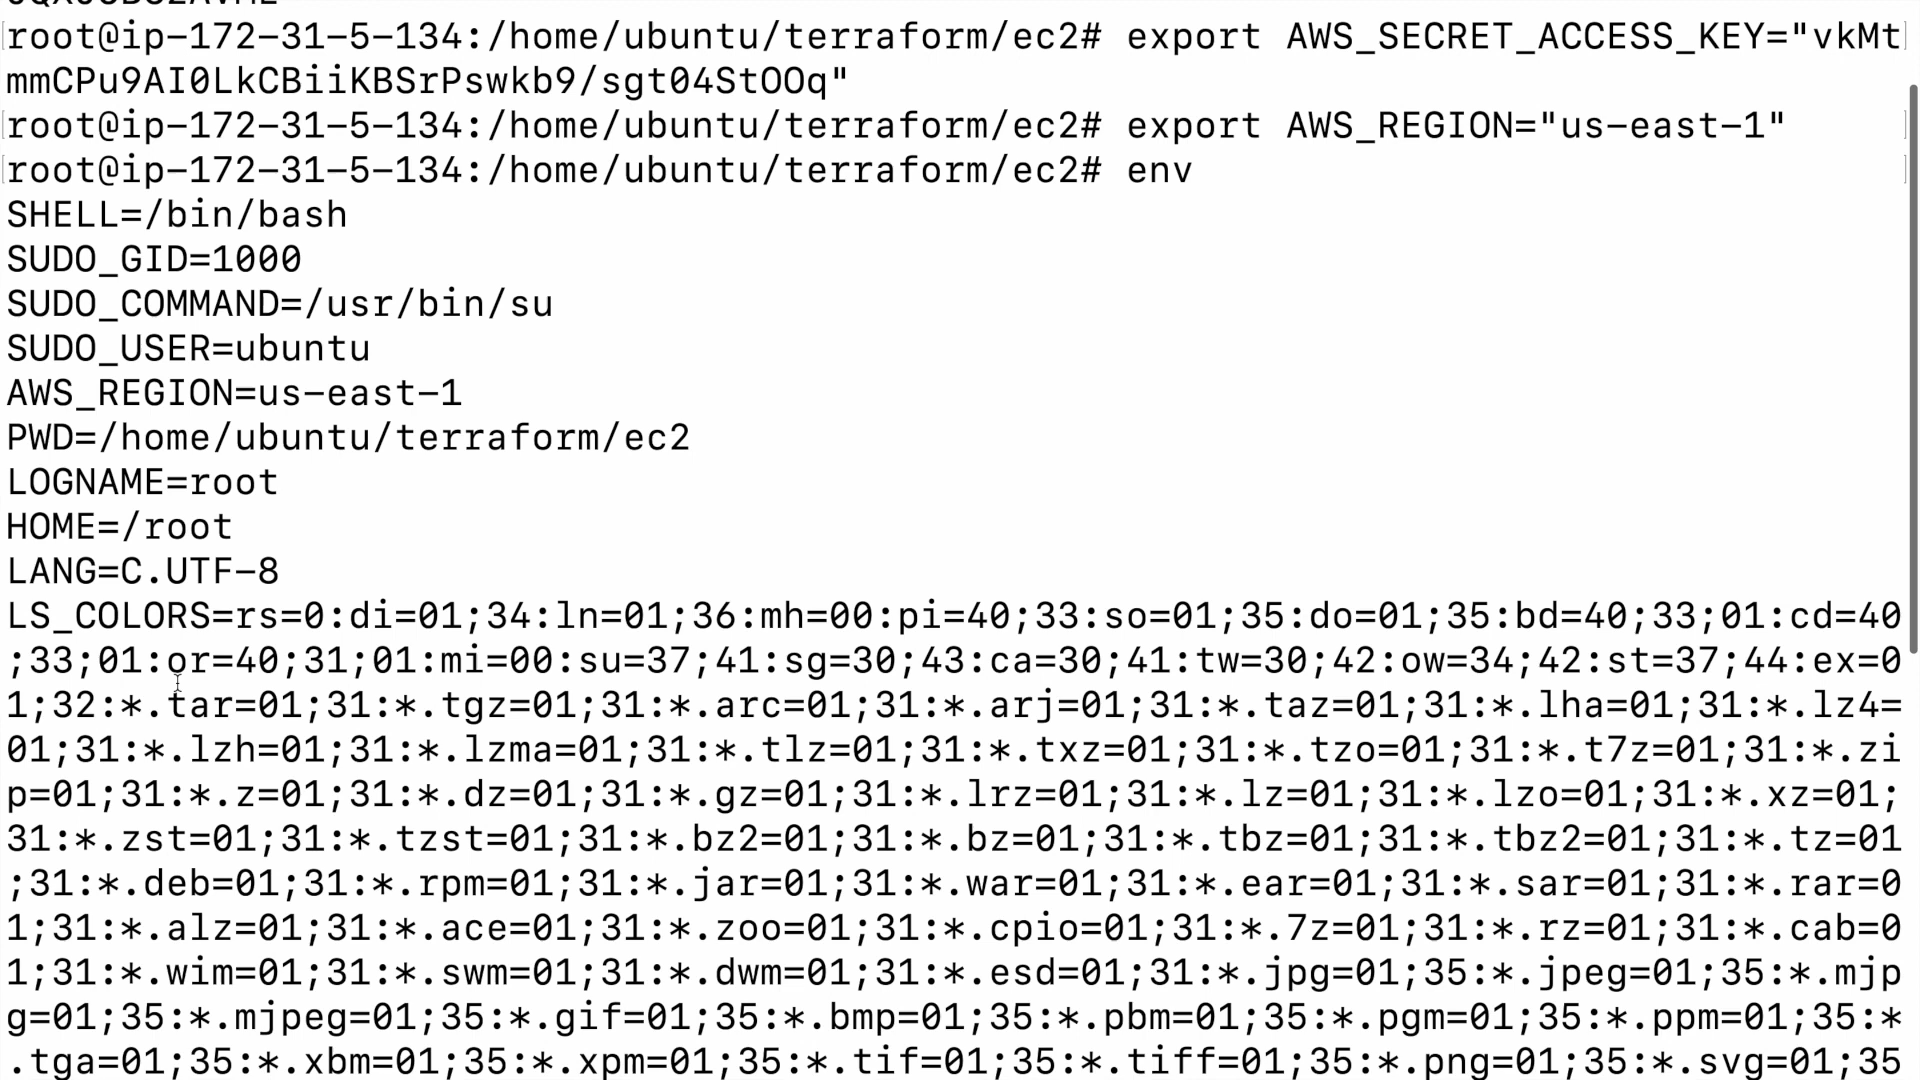 root@ip-172-31-5-134:/home/ubuntu/terraform/ec2# export AWS_SECRET_ACCESS_KEY="vkMt
mmCPu9AI0LkCBiiKBSrPswkb9/sgt04StOOq"
root@ip-172-31-5-134:/home/ubuntu/terraform/ec2# export AWS_REGION="us-east-1"
root@ip-172-31-5-134:/home/ubuntu/terraform/ec2# env
SHELL=/bin/bash
SUDO_GID=1000
SUDO_COMMAND=/usr/bin/su
SUDO_USER=ubuntu
AWS_REGION=us-east-1
PWD=/home/ubuntu/terraform/ec2
LOGNAME=root
HOME=/root
LANG=C.UTF-8
LS_COLORS=rs=0:di=01;34:ln=01;36:mh=00:pi=40;33:so=01;35:do=01;35:bd=40;33;01:cd=40
;33;01:or=40;31;01:mi=00:su=37;41:sg=30;43:ca=30;41:tw=30;42:ow=34;42:st=37;44:ex=0
1;32:*.tar=01;31:*.tgz=01;31:*.arc=01;31:*.arj=01;31:*.taz=01;31:*.lha=01;31:*.lz4=
01;31:*.lzh=01;31:*.lzma=01;31:*.tlz=01;31:*.txz=01;31:*.tzo=01;31:*.t7z=01;31:*.zi
p=01;31:*.z=01;31:*.dz=01;31:*.gz=01;31:*.lrz=01;31:*.lz=01;31:*.lzo=01;31:*.xz=01;
31:*.zst=01;31:*.tzst=01;31:*.bz2=01;31:*.bz=01;31:*.tbz=01;31:*.tbz2=01;31:*.tz=01
;31:*.deb=01;31:*.rpm=01;31:*.jar=01;31:*.war=01;31:*.ear=01;31:*.sar=01;31:*.rar=0
1;31:*.alz=01;31:*.ace=01;31:*.zoo=01;31:*.cpio=01;31:*.7z=01;31:*.rz=01;31:*.cab=0
1;31:*.wim=01;31:*.swm=01;31:*.dwm=01;31:*.esd=01;31:*.jpg=01;35:*.jpeg=01;35:*.mjp
g=01;35:*.mjpeg=01;35:*.gif=01;35:*.bmp=01;35:*.pbm=01;35:*.pgm=01;35:*.ppm=01;35:*
.tga=01;35:*.xbm=01;35:*.xpm=01;35:*.tif=01;35:*.tiff=01;35:*.png=01;35:*.svg=01;35